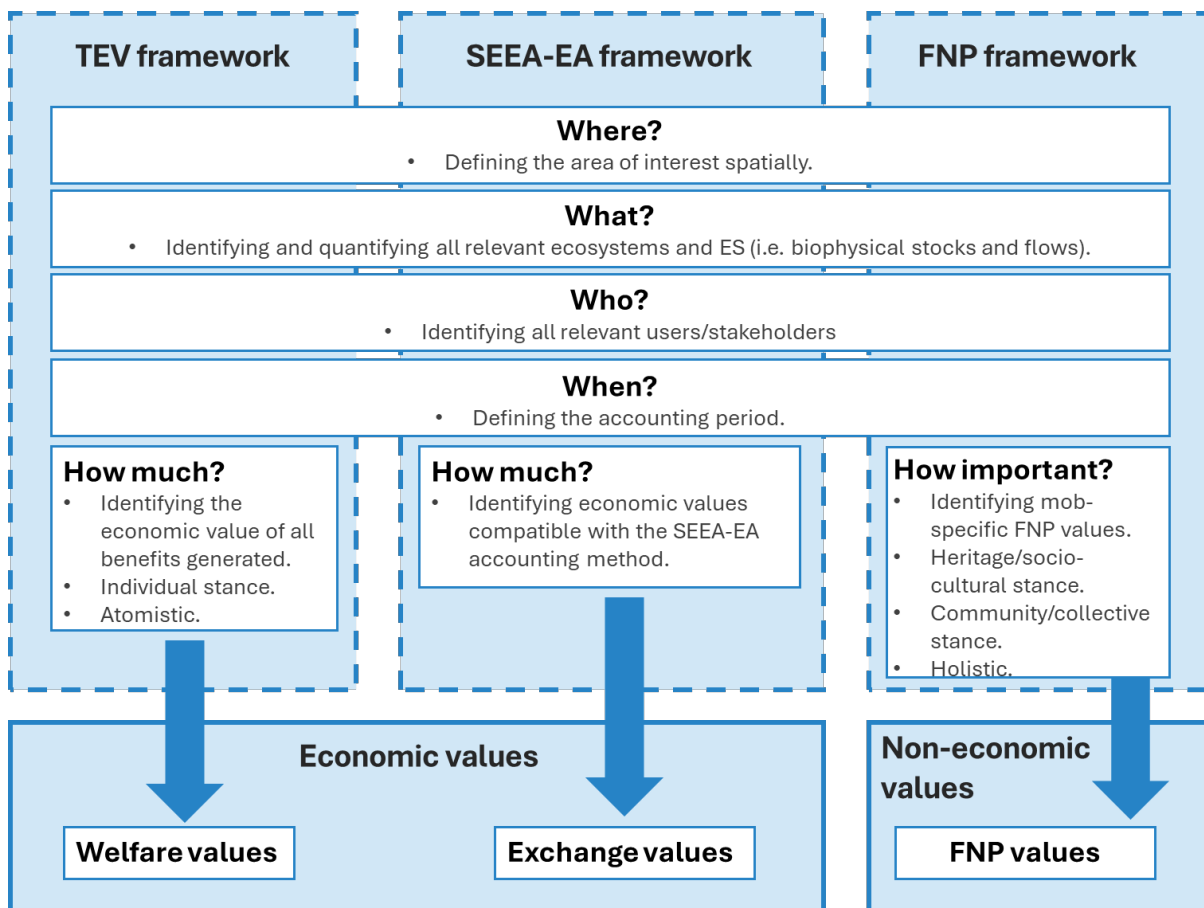 TEV framework
SEEA-EA framework
FNP framework
Where?
• Defining the area of interest spatially.
What?
• Identifying and quantifying all relevant ecosystems and ES (i.e. biophysical stocks and flows).
Who?
• Identifying all relevant users/stakeholders
When?
• Defining the accounting period.
How much?
• Identifying the
economic value of all
benefits generated.
• Individual stance.
• Atomistic.
How much?
• Identifying economic values
compatible with the SEEA-EA
accounting method.
How important?
• Identifying mob-
specific FNP values.
• Heritage/socio-
cultural stance.
• Community/collective
stance.
• Holistic.
Economic values
Non-economic
values
Welfare values
Exchange values
FNP values